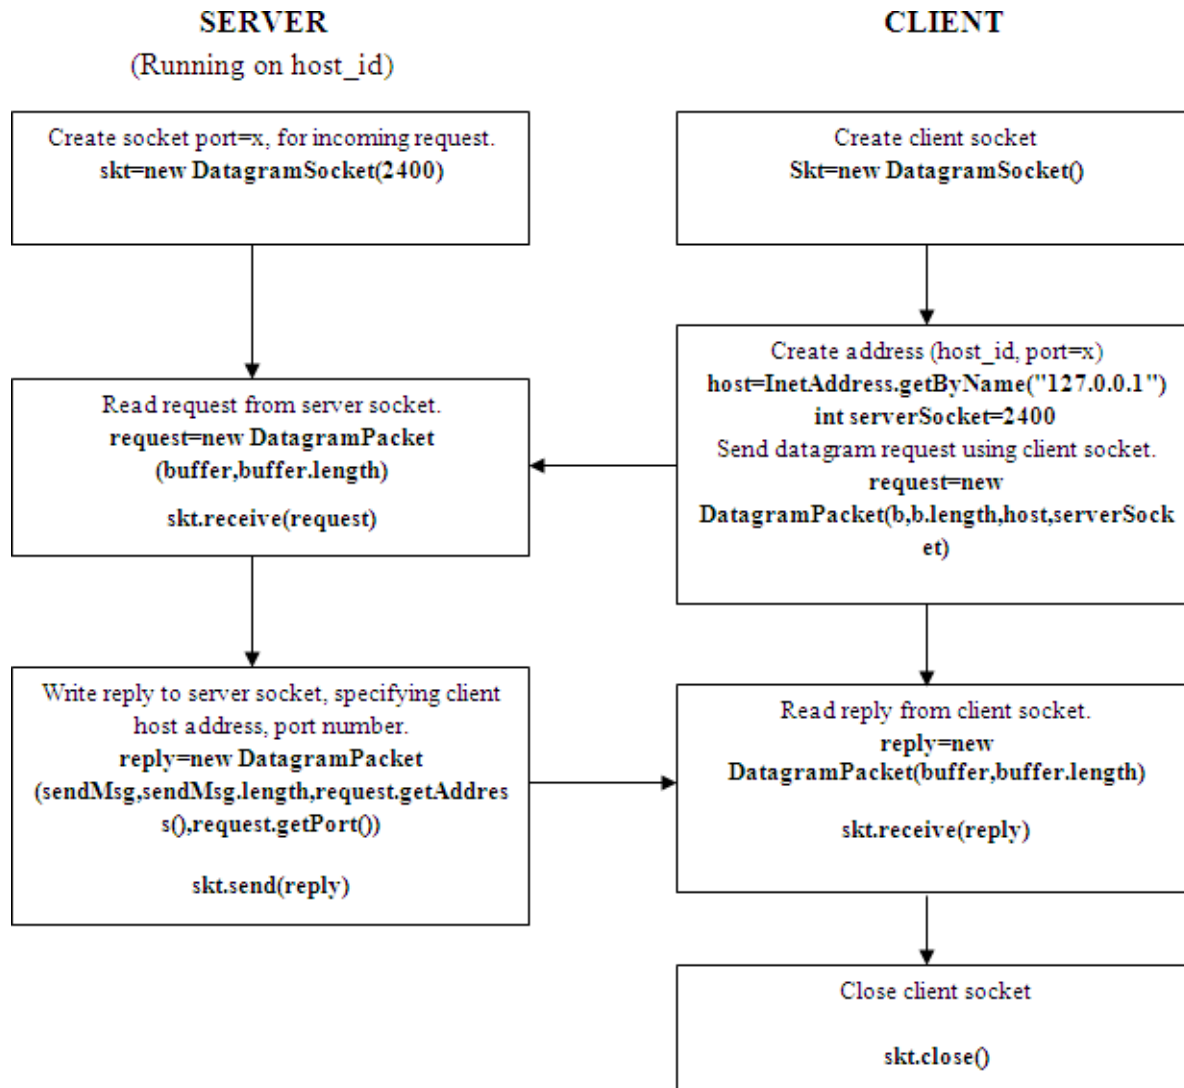 SERVER
(Running on host_id)
Create socket port=x, for incoming request.
skt=new DatagramSocket(2400)
Read request from server socket.
request=new DatagramPacket
(buffer,buffer.length)
skt.receive(request)
Write reply to server socket, specifying client
host address, port number.
reply=new DatagramPacket
(sendMsg,sendMsg.length,request.getAddres
s(),request.getPort())
skt.send(reply)
CLIENT
Create client socket
Skt=new DatagramSocket()
Create address (host_id, port=x)
host=InetAddress.getByName("127.0.0.1")
int serverSocket=2400
Send datagram request using client socket.
request=new
DatagramPacket(b,b.length,host,serverSock
et)
Read reply from client socket.
reply=new
DatagramPacket(buffer,buffer.length)
skt.receive(reply)
Close client socket
skt.close()